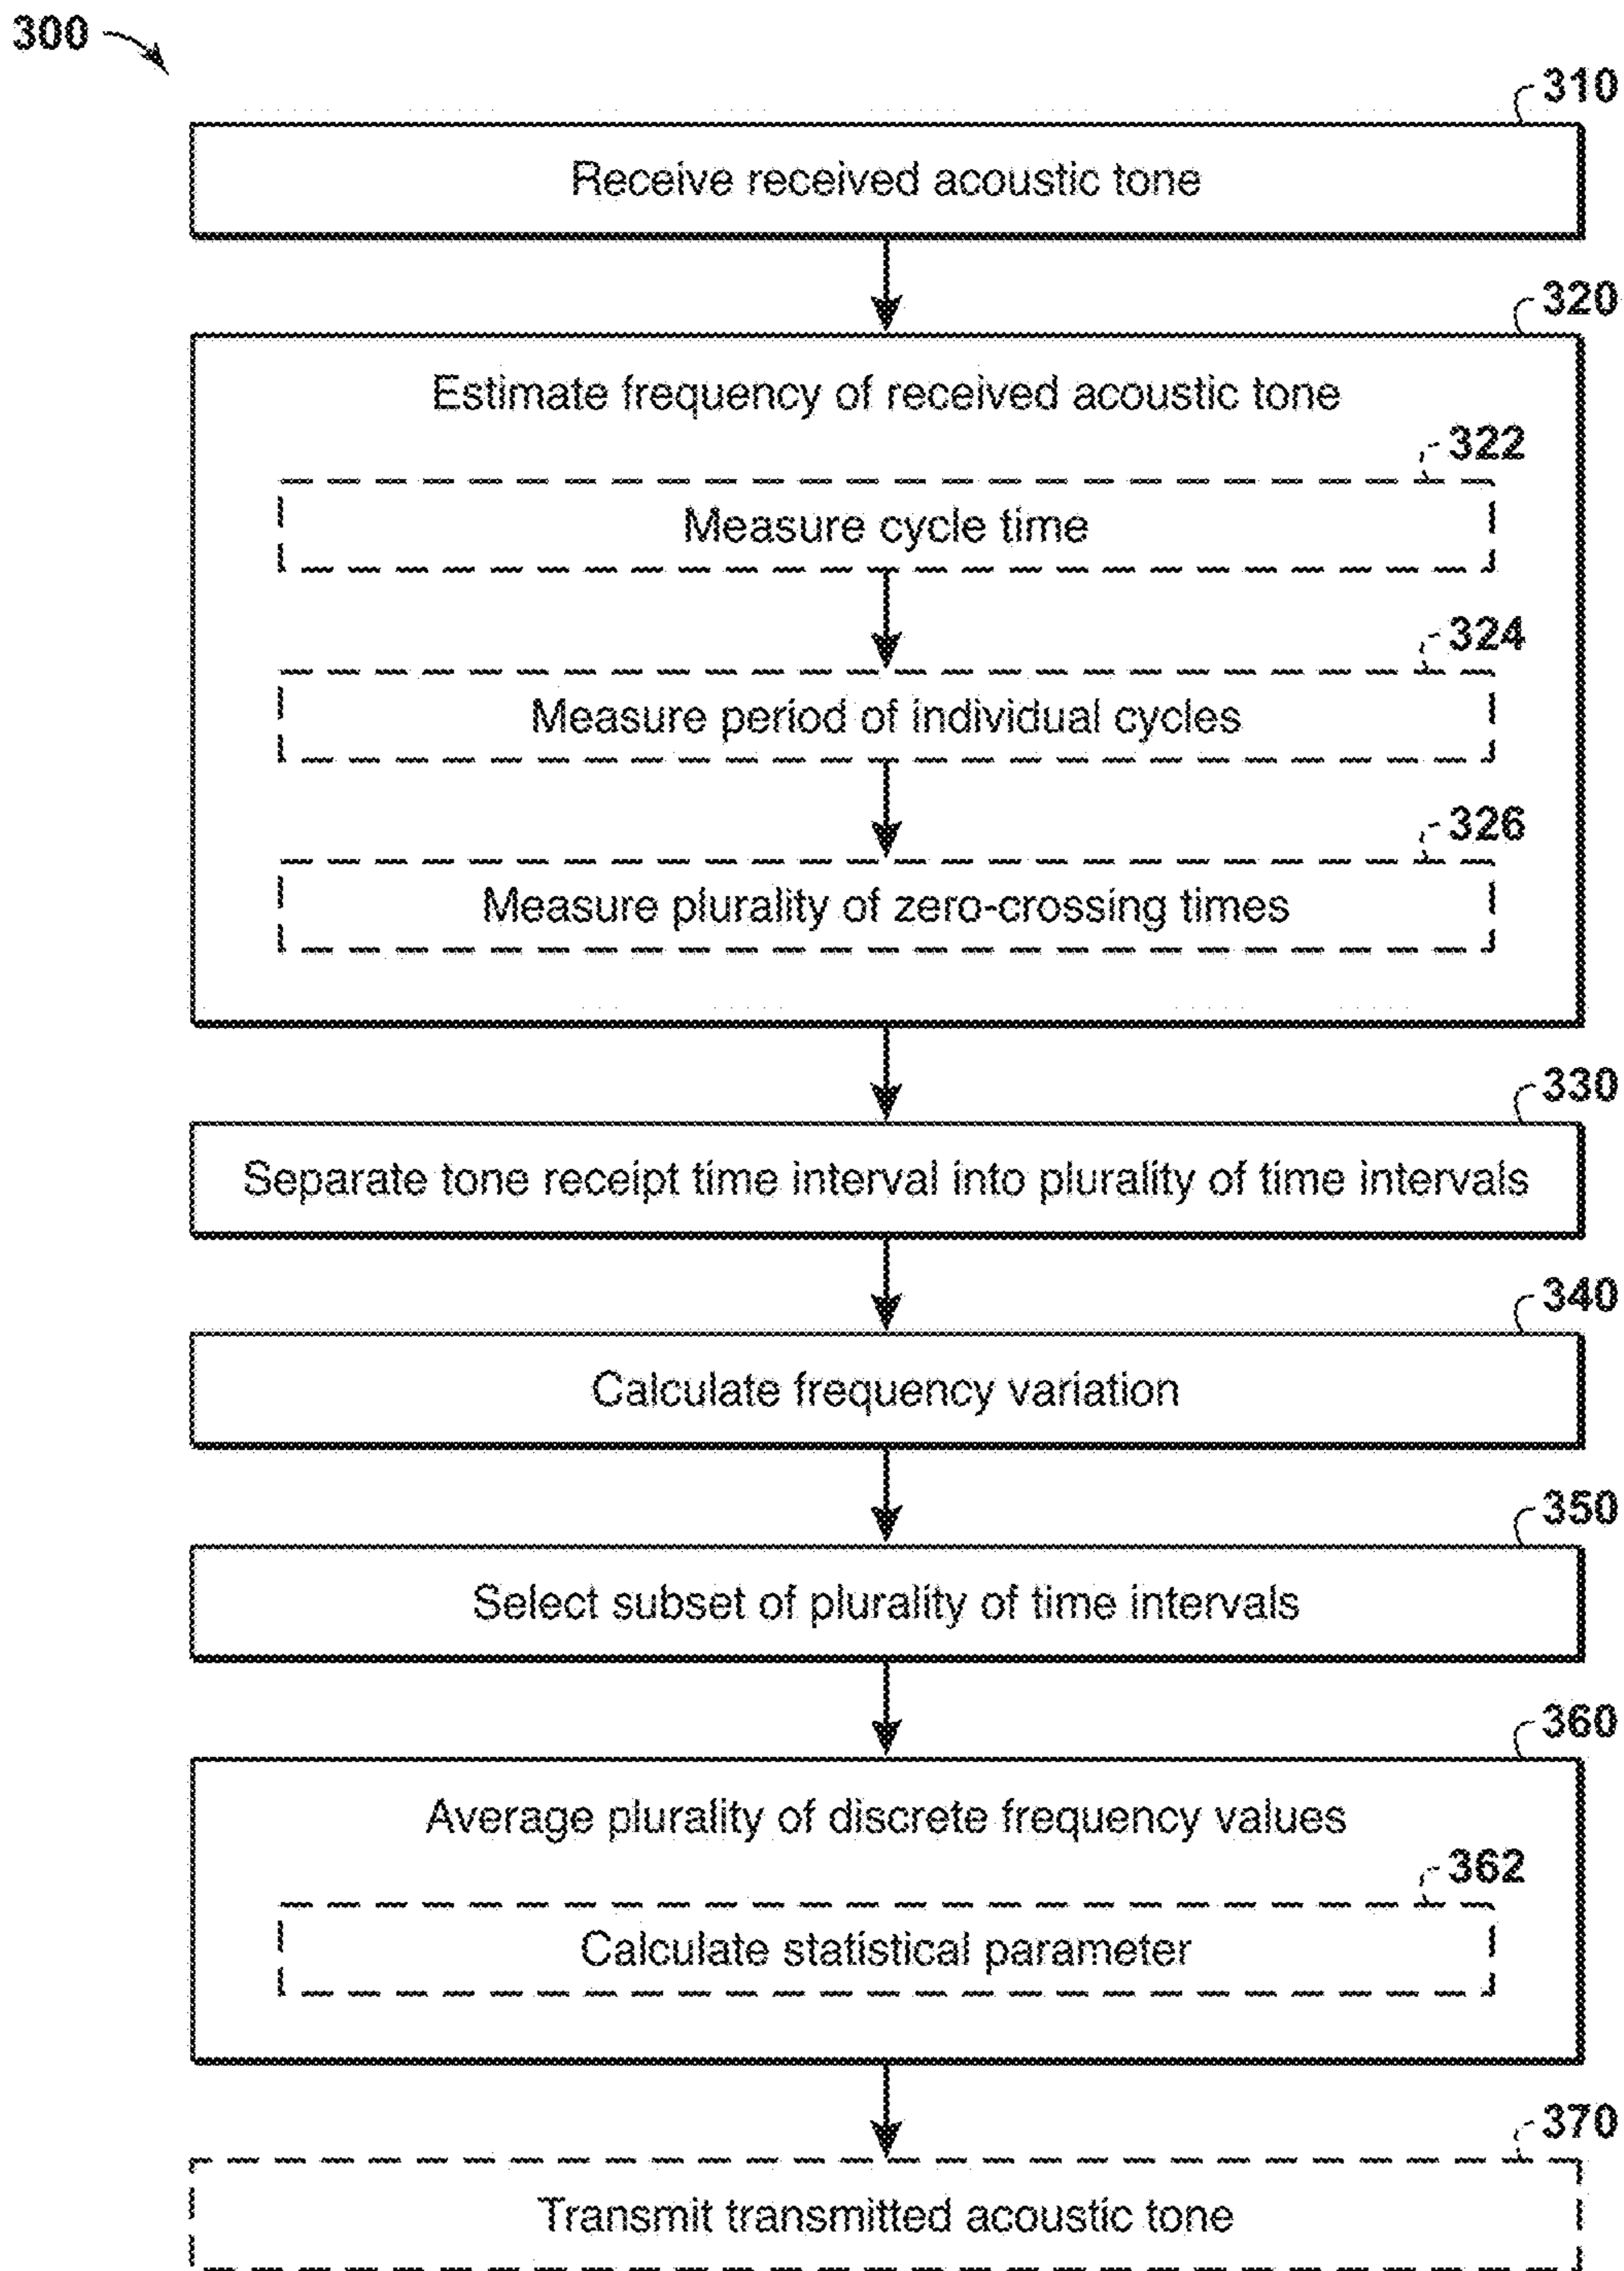 300
310
Receive received acoustic tone
320
Estimate frequency of received acoustic tone
322
Measure cycle time
324
Measure period of individual cycles
326
Measure plurality of zero-crossing times
330
Separate tone receipt time interval into plurality of time intervals
340
Calculate frequency variation
350
Select subset of plurality of time intervals
360
Average plurality of discrete frequency values
362
Calculate statistical parameter
370
Transmit transmitted acoustic tone